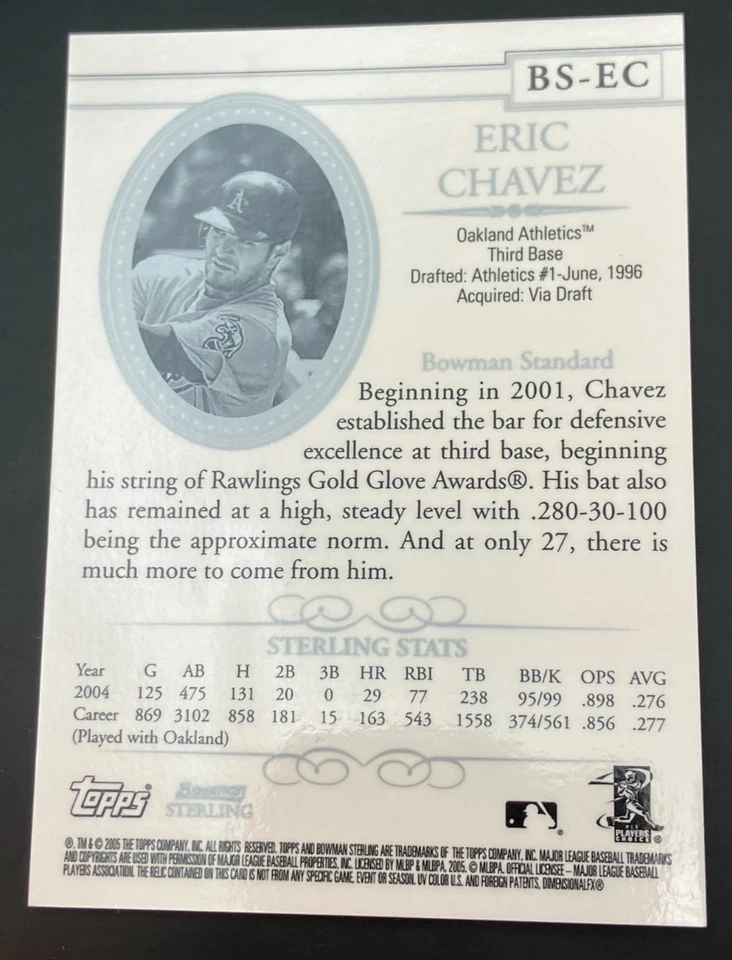 BS-EC
ERIC
CHAVEZ
Oakland Athletics™
Third Base
Drafted: Athletics #1-June, 1996
Acquired: Via Draft
Bowman Standard
Beginning in 2001, Chavez
established the bar for defensive
excellence at third base, beginning
his string of Rawlings Gold Glove Awards®. His bat also
has remained at a high, steady level with .280-30-100
being the approximate norm. And at only 27, there is
much more to come from him.
STERLING STATS
Year G AB H 2B 3B HR RBI TB BB/K OPS AVG
2004 125 475 131 20 0 29 77 238 95/99 .898 .276
Career 869 3102 858 181 15 163 543 1558 374/561 .856 .277
(Played with Oakland)
topps®
Bowman
STERLING
PLAYERS
CHOICE
®, TM & © 2005 THE TOPPS COMPANY, INC. ALL RIGHTS RESERVED. TOPPS AND BOWMAN STERLING ARE TRADEMARKS OF THE TOPPS COMPANY, INC. MAJOR LEAGUE BASEBALL TRADEMARKS
AND COPYRIGHTS ARE USED WITH PERMISSION OF MAJOR LEAGUE BASEBALL PROPERTIES, INC. LICENSED BY MLBP & MLBPA, 2005. © MLBPA. OFFICIAL LICENSEE – MAJOR LEAGUE BASEBALL
PLAYERS ASSOCIATION. THE RELIC CONTAINED ON THIS CARD IS NOT FROM ANY SPECIFIC GAME, EVENT OR SEASON. UV COLOR U.S. AND FOREIGN PATENTS, DIMENSIONALFX®